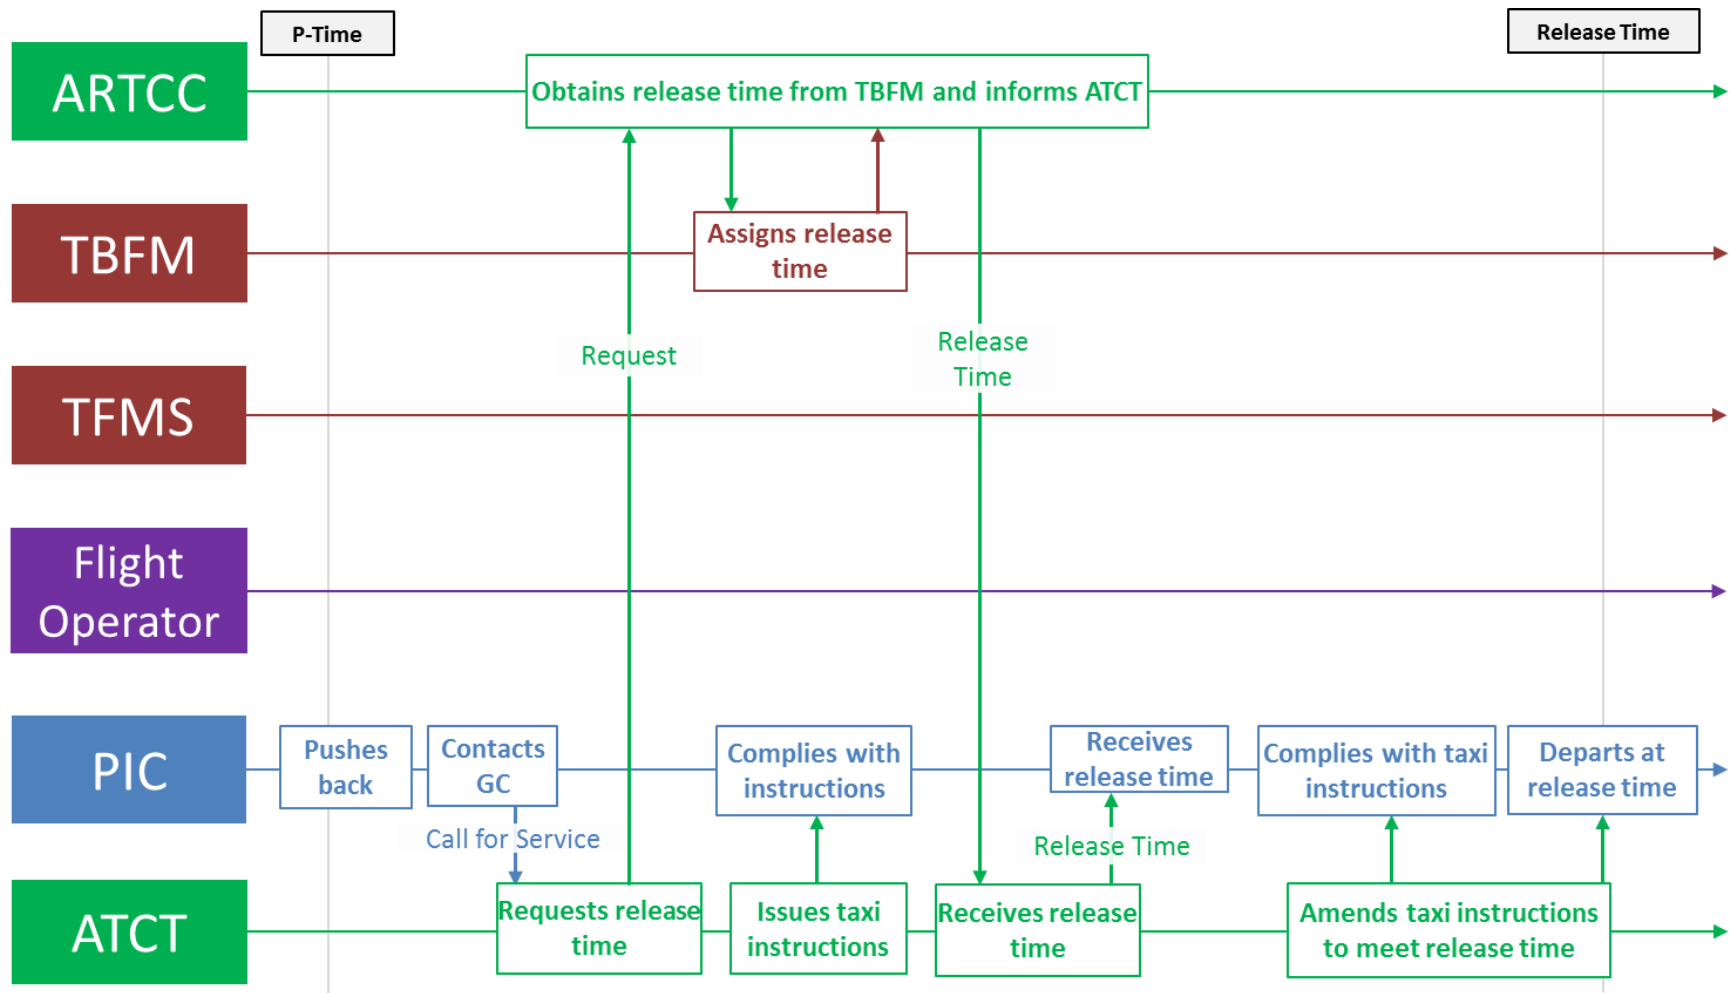 P-Time
Release Time
ARTCC
Obtains release time from TBFM and informs ATCT
TBFM
Assigns release
time
Request
Release
Time
TFMS
Flight
Operator
PIC
Pushes
back
Contacts
GC
Complies with
instructions
Receives
release time
Complies with taxi
instructions
Departs at
release time
Call for Service
Release Time
ATCT
Requests release
time
Issues taxi
instructions
Receives release
time
Amends taxi instructions
to meet release time